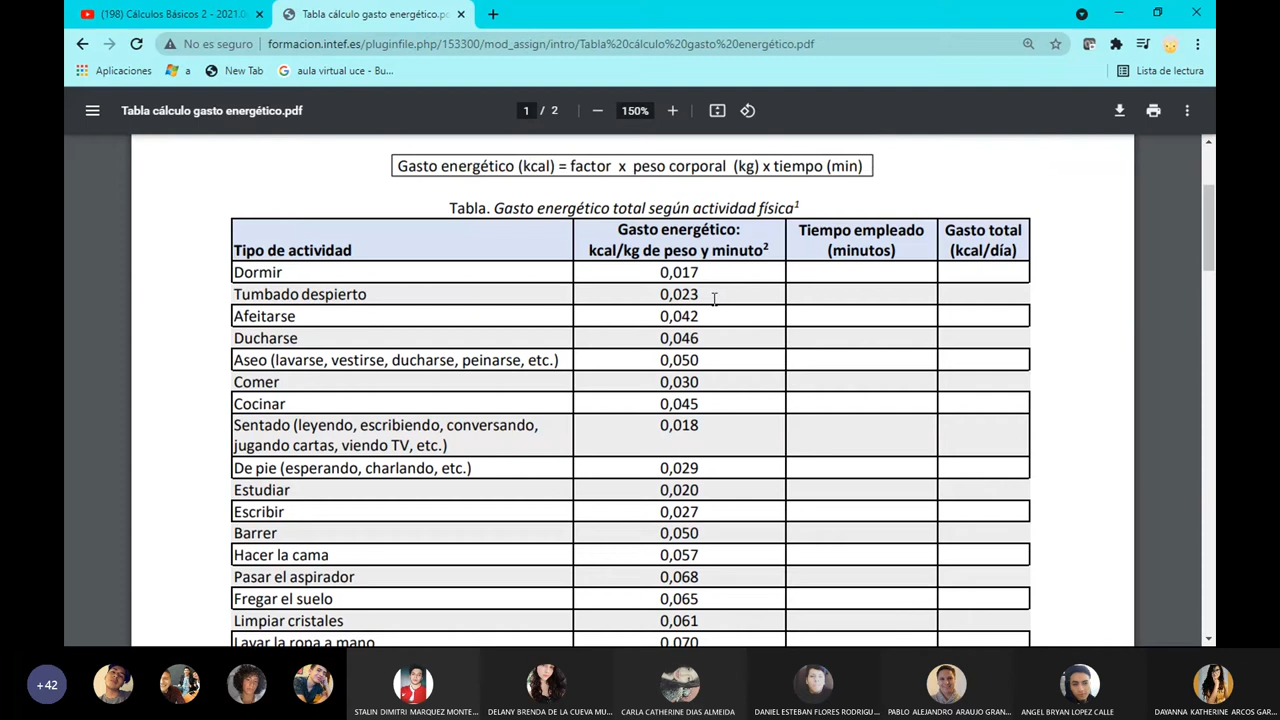 (198) Cálculos Básicos 2 - 2021.0
Tabla cálculo gasto energético.pd
No es seguro
formacion.intef.es/pluginfile.php/153300/mod_assign/intro/Tabla%20cálculo%20gasto%20energético.pdf
Aplicaciones
a
New Tab
aula virtual uce - Bu...
Lista de lectura
Tabla cálculo gasto energético.pdf
1 / 2
150%
Gasto energético (kcal) = factor x peso corporal (kg) x tiempo (min)
Tabla. Gasto energético total según actividad física1
Tipo de actividad
Gasto energético:
kcal/kg de peso y minuto2
Tiempo empleado
(minutos)
Gasto total
(kcal/día)
Dormir 0,017
Tumbado despierto 0,023
Afeitarse 0,042
Ducharse 0,046
Aseo (lavarse, vestirse, ducharse, peinarse, etc.) 0,050
Comer 0,030
Cocinar 0,045
Sentado (leyendo, escribiendo, conversando, 0,018
jugando cartas, viendo TV, etc.)
De pie (esperando, charlando, etc.) 0,029
Estudiar 0,020
Escribir 0,027
Barrer 0,050
Hacer la cama 0,057
Pasar el aspirador 0,068
Fregar el suelo 0,065
Limpiar cristales 0,061
Lavar la ropa a mano 0,070
+42
STALIN DIMITRI MARQUEZ MONTE...
DELANY BRENDA DE LA CUEVA MU...
CARLA CATHERINE DIAS ALMEIDA
DANIEL ESTEBAN FLORES RODRIGU...
PABLO ALEJANDRO ARAUJO GRAN...
ANGEL BRYAN LOPEZ CALLE
DAYANNA KATHERINE ARCOS GAR...